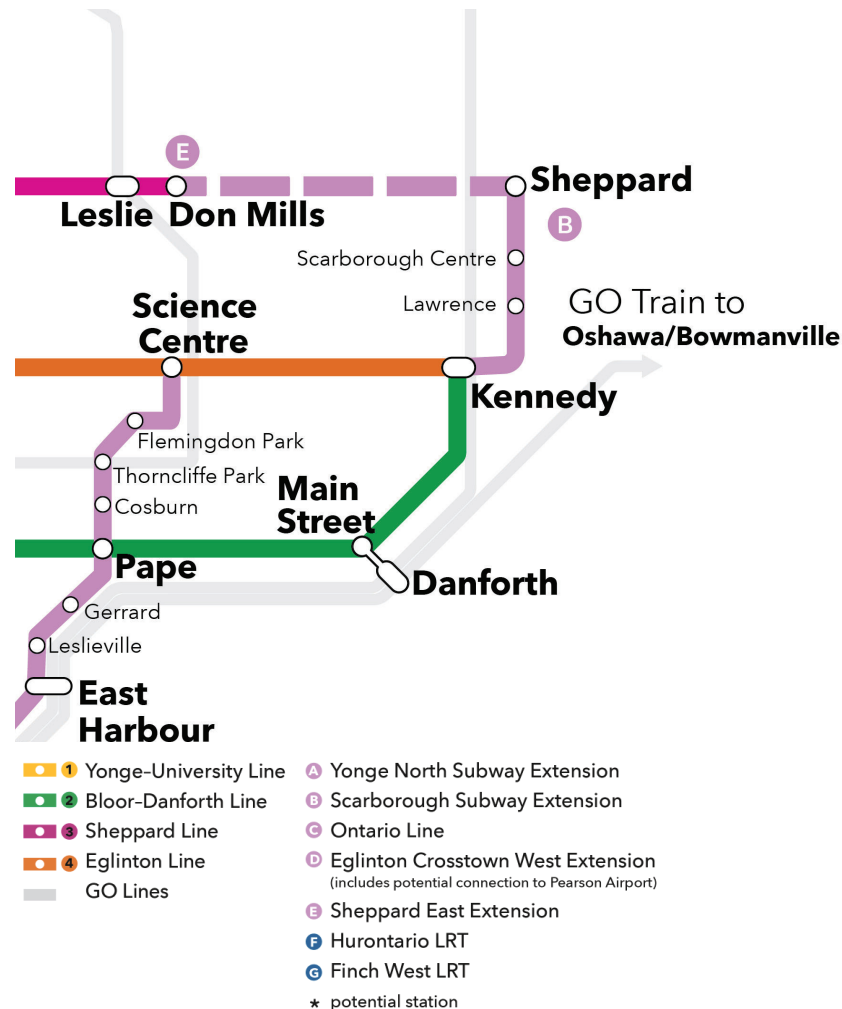 E
Sheppard
Leslie Don Mills
B
Scarborough Centre
Lawrence
GO Train to
Oshawa/Bowmanville
Science
Centre
Kennedy
Flemingdon Park
Thorncliffe Park
Cosburn
Main
Street
Pape
Danforth
Gerrard
Leslieville
East
Harbour
1 Yonge–University Line
2 Bloor–Danforth Line
3 Sheppard Line
4 Eglinton Line
GO Lines
A Yonge North Subway Extension
B Scarborough Subway Extension
C Ontario Line
D Eglinton Crosstown West Extension
(includes potential connection to Pearson Airport)
E Sheppard East Extension
F Hurontario LRT
G Finch West LRT
* potential station